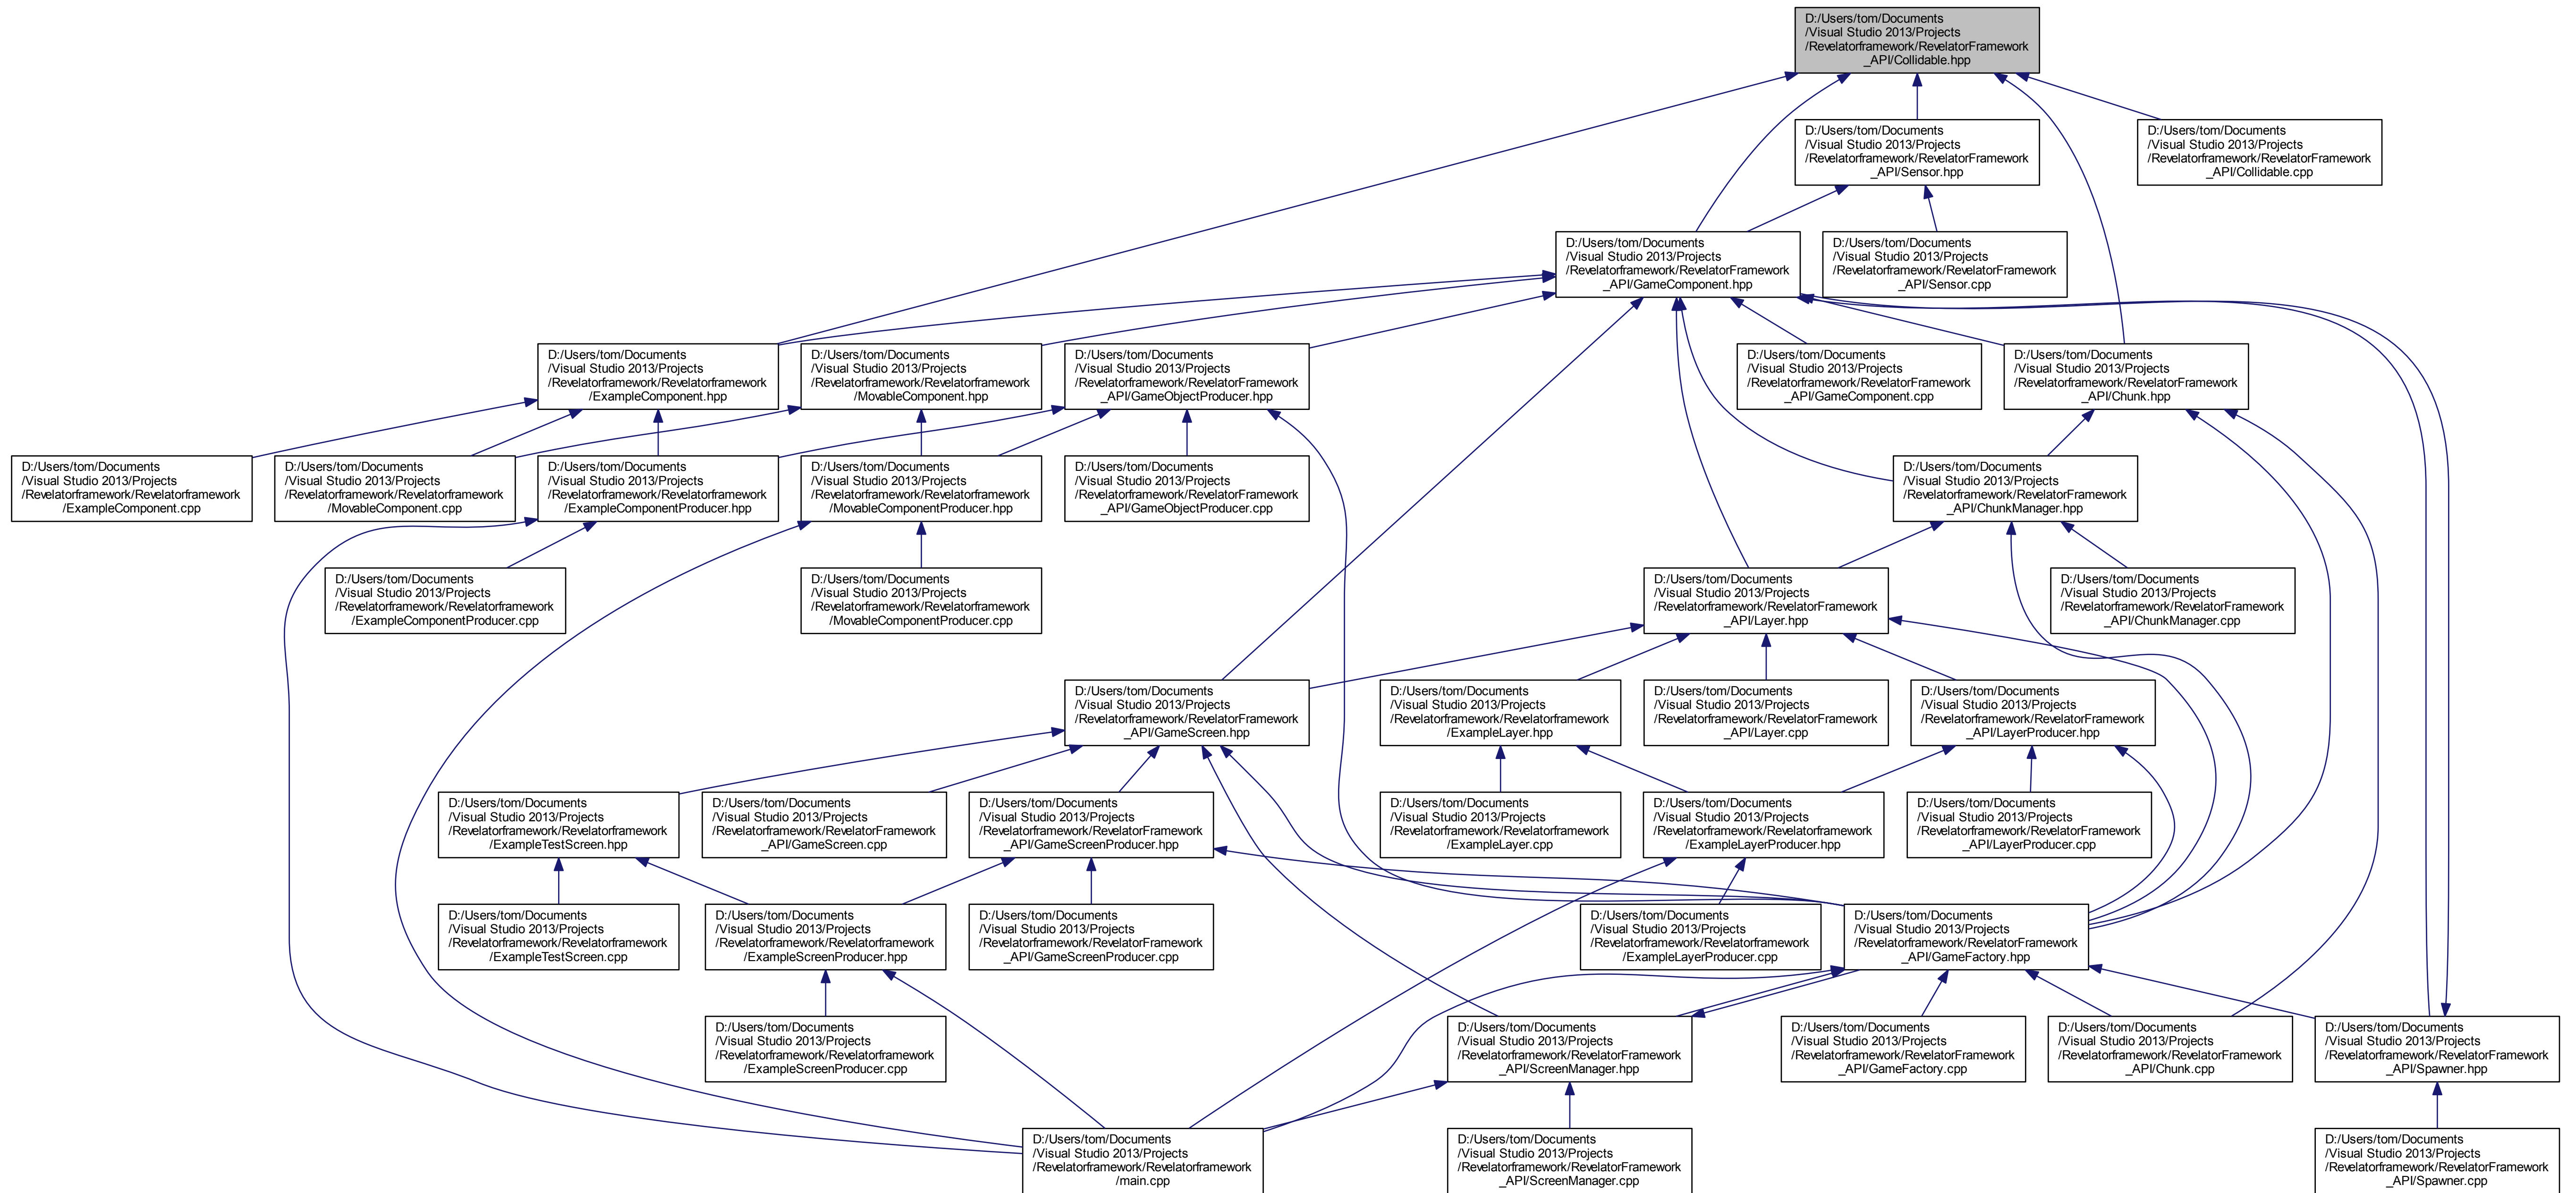 D:/Users/tom/Documents
/Visual Studio 2013/Projects
/Revelatorframework/RevelatorFramework
_API/Collidable.hpp
D:/Users/tom/Documents
/Visual Studio 2013/Projects
/Revelatorframework/RevelatorFramework
_API/Sensor.hpp
D:/Users/tom/Documents
/Visual Studio 2013/Projects
/Revelatorframework/RevelatorFramework
_API/Collidable.cpp
D:/Users/tom/Documents
/Visual Studio 2013/Projects
/Revelatorframework/RevelatorFramework
_API/GameComponent.hpp
D:/Users/tom/Documents
/Visual Studio 2013/Projects
/Revelatorframework/RevelatorFramework
_API/Sensor.cpp
D:/Users/tom/Documents
/Visual Studio 2013/Projects
/Revelatorframework/Revelatorframework
/ExampleComponent.hpp
D:/Users/tom/Documents
/Visual Studio 2013/Projects
/Revelatorframework/Revelatorframework
/MovableComponent.hpp
D:/Users/tom/Documents
/Visual Studio 2013/Projects
/Revelatorframework/RevelatorFramework
_API/GameObjectProducer.hpp
D:/Users/tom/Documents
/Visual Studio 2013/Projects
/Revelatorframework/RevelatorFramework
_API/GameComponent.cpp
D:/Users/tom/Documents
/Visual Studio 2013/Projects
/Revelatorframework/RevelatorFramework
_API/Chunk.hpp
D:/Users/tom/Documents
/Visual Studio 2013/Projects
/Revelatorframework/Revelatorframework
/ExampleComponent.cpp
D:/Users/tom/Documents
/Visual Studio 2013/Projects
/Revelatorframework/Revelatorframework
/MovableComponent.cpp
D:/Users/tom/Documents
/Visual Studio 2013/Projects
/Revelatorframework/Revelatorframework
/ExampleComponentProducer.hpp
D:/Users/tom/Documents
/Visual Studio 2013/Projects
/Revelatorframework/Revelatorframework
/MovableComponentProducer.hpp
D:/Users/tom/Documents
/Visual Studio 2013/Projects
/Revelatorframework/RevelatorFramework
_API/GameObjectProducer.cpp
D:/Users/tom/Documents
/Visual Studio 2013/Projects
/Revelatorframework/RevelatorFramework
_API/ChunkManager.hpp
D:/Users/tom/Documents
/Visual Studio 2013/Projects
/Revelatorframework/Revelatorframework
/ExampleComponentProducer.cpp
D:/Users/tom/Documents
/Visual Studio 2013/Projects
/Revelatorframework/Revelatorframework
/MovableComponentProducer.cpp
D:/Users/tom/Documents
/Visual Studio 2013/Projects
/Revelatorframework/RevelatorFramework
_API/Layer.hpp
D:/Users/tom/Documents
/Visual Studio 2013/Projects
/Revelatorframework/RevelatorFramework
_API/ChunkManager.cpp
D:/Users/tom/Documents
/Visual Studio 2013/Projects
/Revelatorframework/RevelatorFramework
_API/GameScreen.hpp
D:/Users/tom/Documents
/Visual Studio 2013/Projects
/Revelatorframework/Revelatorframework
/ExampleLayer.hpp
D:/Users/tom/Documents
/Visual Studio 2013/Projects
/Revelatorframework/RevelatorFramework
_API/Layer.cpp
D:/Users/tom/Documents
/Visual Studio 2013/Projects
/Revelatorframework/RevelatorFramework
_API/LayerProducer.hpp
D:/Users/tom/Documents
/Visual Studio 2013/Projects
/Revelatorframework/Revelatorframework
/ExampleTestScreen.hpp
D:/Users/tom/Documents
/Visual Studio 2013/Projects
/Revelatorframework/RevelatorFramework
_API/GameScreen.cpp
D:/Users/tom/Documents
/Visual Studio 2013/Projects
/Revelatorframework/RevelatorFramework
_API/GameScreenProducer.hpp
D:/Users/tom/Documents
/Visual Studio 2013/Projects
/Revelatorframework/Revelatorframework
/ExampleLayer.cpp
D:/Users/tom/Documents
/Visual Studio 2013/Projects
/Revelatorframework/Revelatorframework
/ExampleLayerProducer.hpp
D:/Users/tom/Documents
/Visual Studio 2013/Projects
/Revelatorframework/RevelatorFramework
_API/LayerProducer.cpp
D:/Users/tom/Documents
/Visual Studio 2013/Projects
/Revelatorframework/Revelatorframework
/ExampleTestScreen.cpp
D:/Users/tom/Documents
/Visual Studio 2013/Projects
/Revelatorframework/Revelatorframework
/ExampleScreenProducer.hpp
D:/Users/tom/Documents
/Visual Studio 2013/Projects
/Revelatorframework/RevelatorFramework
_API/GameScreenProducer.cpp
D:/Users/tom/Documents
/Visual Studio 2013/Projects
/Revelatorframework/Revelatorframework
/ExampleLayerProducer.cpp
D:/Users/tom/Documents
/Visual Studio 2013/Projects
/Revelatorframework/RevelatorFramework
_API/GameFactory.hpp
D:/Users/tom/Documents
/Visual Studio 2013/Projects
/Revelatorframework/Revelatorframework
/ExampleScreenProducer.cpp
D:/Users/tom/Documents
/Visual Studio 2013/Projects
/Revelatorframework/RevelatorFramework
_API/ScreenManager.hpp
D:/Users/tom/Documents
/Visual Studio 2013/Projects
/Revelatorframework/RevelatorFramework
_API/GameFactory.cpp
D:/Users/tom/Documents
/Visual Studio 2013/Projects
/Revelatorframework/RevelatorFramework
_API/Chunk.cpp
D:/Users/tom/Documents
/Visual Studio 2013/Projects
/Revelatorframework/RevelatorFramework
_API/Spawner.hpp
D:/Users/tom/Documents
/Visual Studio 2013/Projects
/Revelatorframework/Revelatorframework
/main.cpp
D:/Users/tom/Documents
/Visual Studio 2013/Projects
/Revelatorframework/RevelatorFramework
_API/ScreenManager.cpp
D:/Users/tom/Documents
/Visual Studio 2013/Projects
/Revelatorframework/RevelatorFramework
_API/Spawner.cpp